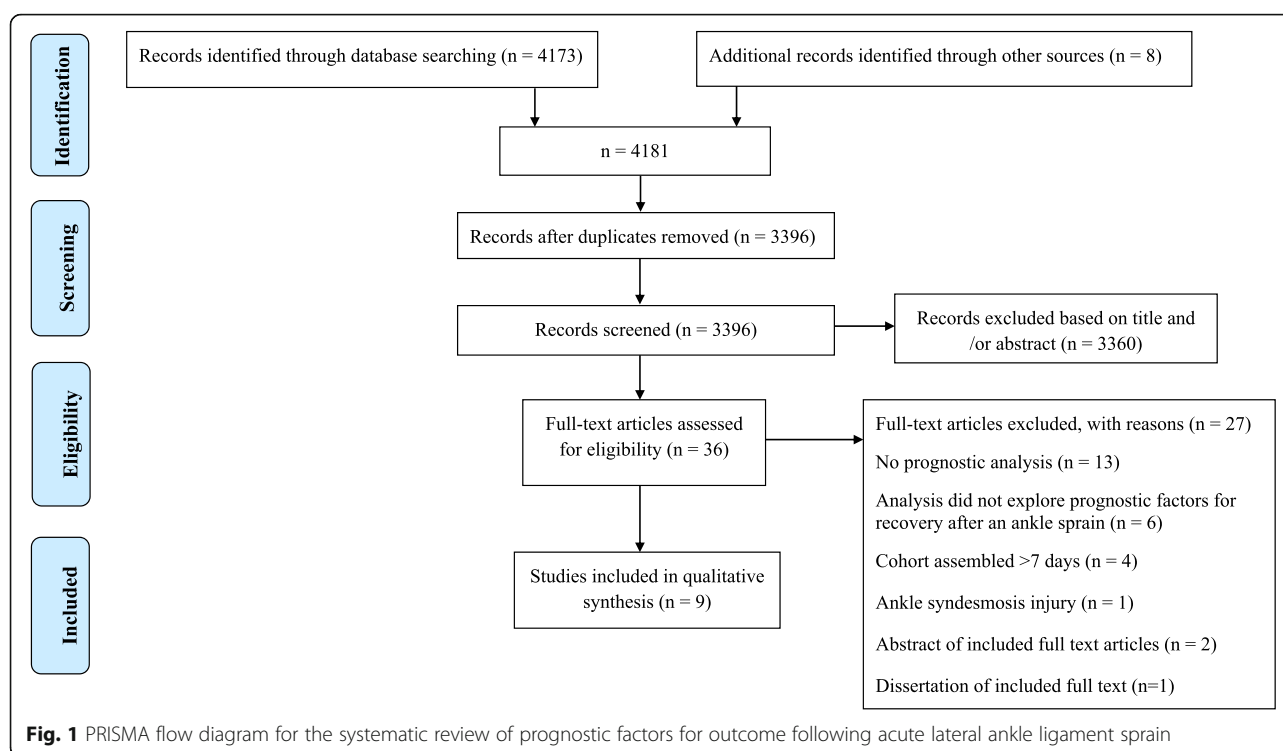 Identification
Records identified through database searching (n = 4173)
Additional records identified through other sources (n = 8)
n = 4181
Screening
Records after duplicates removed (n = 3396)
Records screened (n = 3396)
Records excluded based on title and
/or abstract (n = 3360)
Eligibility
Full-text articles assessed
for eligibility (n = 36)
Full-text articles excluded, with reasons (n = 27)
No prognostic analysis (n = 13)
Analysis did not explore prognostic factors for
recovery after an ankle sprain (n = 6)
Cohort assembled >7 days (n = 4)
Ankle syndesmosis injury (n = 1)
Abstract of included full text articles (n = 2)
Dissertation of included full text (n=1)
Included
Studies included in qualitative
synthesis (n = 9)
Fig. 1 PRISMA flow diagram for the systematic review of prognostic factors for outcome following acute lateral ankle ligament sprain